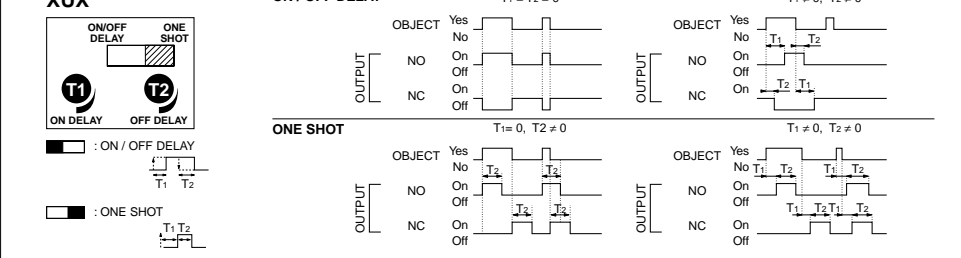 XUX
ON/OFF DELAY
ONE SHOT
T1
T2
ON DELAY
OFF DELAY
: ON / OFF DELAY
T1 T2
: ONE SHOT
T1 T2
ON / OFF DELAY
T1 = T2 = 0
OBJECT
Yes
No
OUTPUT
NO
On
Off
NC
On
Off
T1 ≠ 0, T2 ≠ 0
OBJECT
Yes
No
T1 T2
OUTPUT
NO
On
Off
NC
On
T2 T1
ONE SHOT
T1= 0, T2 ≠ 0
OBJECT
Yes
No
T2 T2
OUTPUT
NO
On
Off
T2 T2
NC
On
Off
T1 ≠ 0, T2 ≠ 0
OBJECT
Yes
No
T1 T2 T1 T2
OUTPUT
NO
On
Off
T1 T2 T1 T2
NC
On
Off